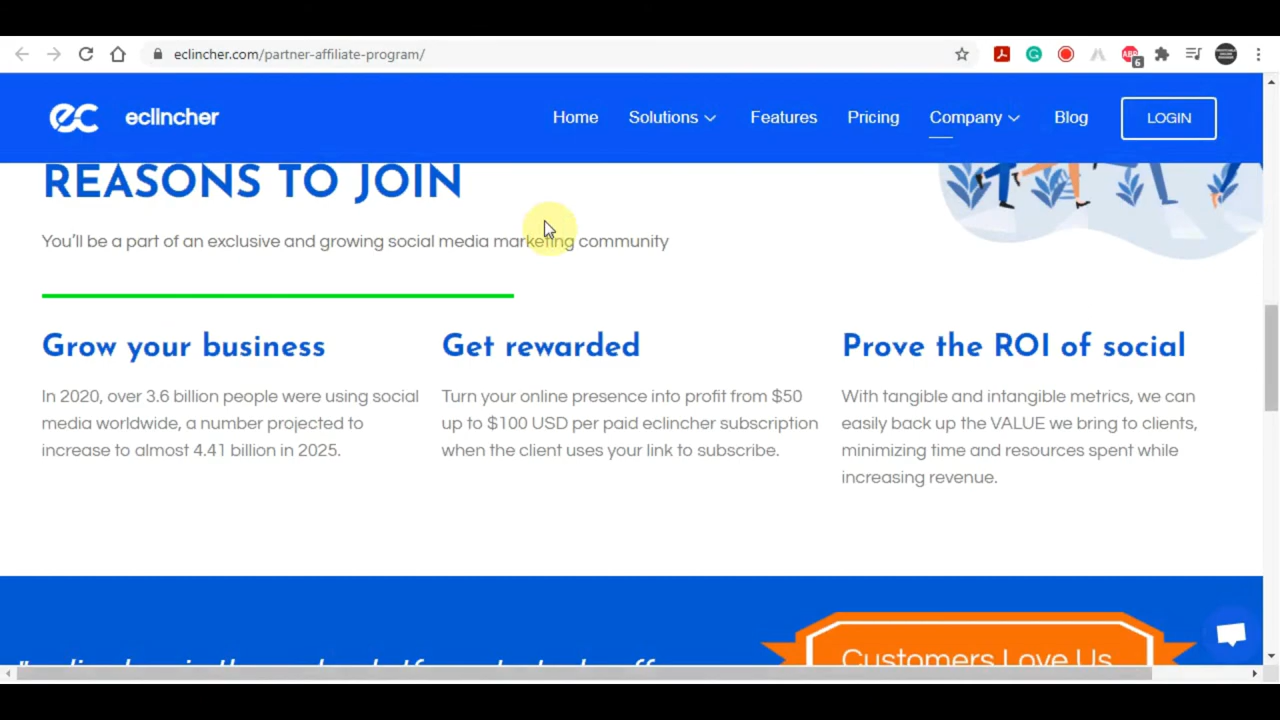 eclincher.com/partner-affiliate-program/
6
ec eclincher
Home Solutions Features Pricing Company Blog LOGIN
REASONS TO JOIN
You'll be a part of an exclusive and growing social media marketing community
Grow your business
In 2020, over 3.6 billion people were using social
media worldwide, a number projected to
increase to almost 4.41 billion in 2025.
Get rewarded
Turn your online presence into profit from $50
up to $100 USD per paid eclincher subscription
when the client uses your link to subscribe.
Prove the ROI of social
With tangible and intangible metrics, we can
easily back up the VALUE we bring to clients,
minimizing time and resources spent while
increasing revenue.
Customers Love Us